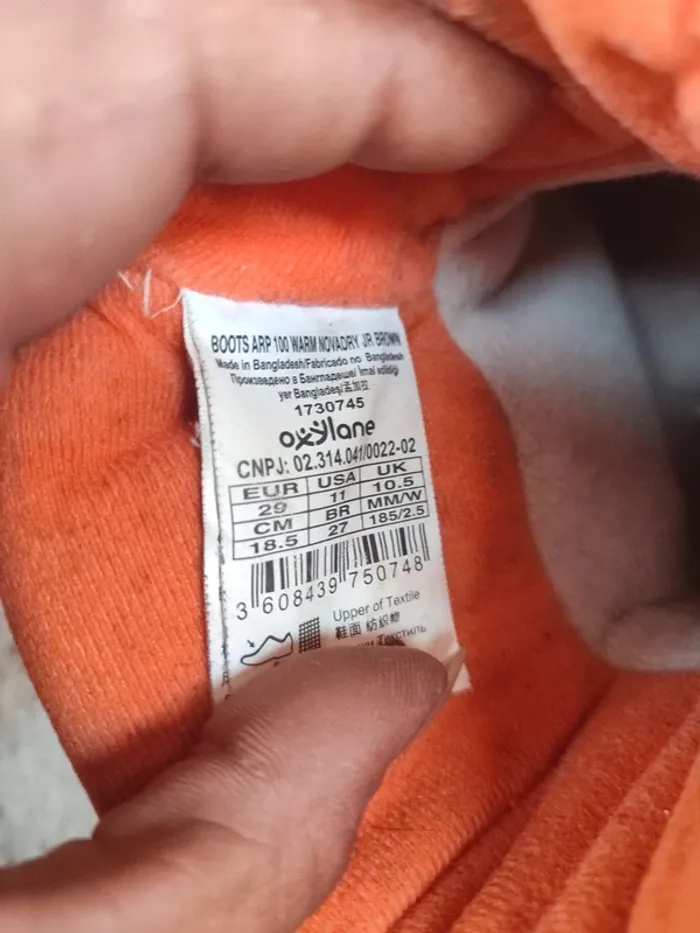 BOOTS ARP 100 WARM NOVADRY JR BROWN
Made in Bangladesh/Fabricado no Bangladesh
Произведено в Бангладеше/ İmal edildiği
yer Bangladeş/孟加拉
1730745
oxylane
CNPJ: 02.314.041/0022-02
EUR USA UK
29 11 10.5
CM BR MM/W
18.5 27 185/2.5
3 608439 750748
Upper of Textile
鞋面 纺织物
Текстиль